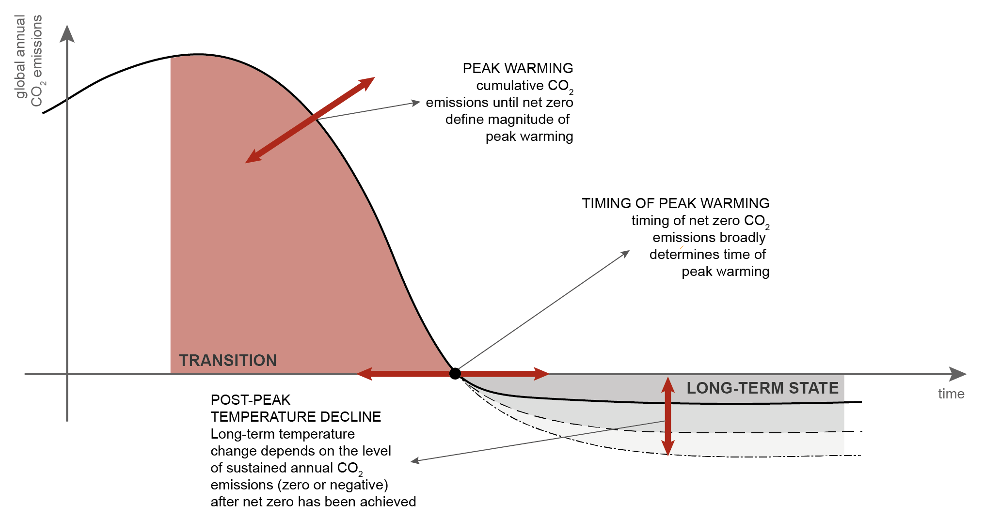 global annual
CO₂ emissions
PEAK WARMING
cumulative CO₂
emissions until net zero
define magnitude of
peak warming
TIMING OF PEAK WARMING
timing of net zero CO₂
emissions broadly
determines time of
peak warming
TRANSITION
LONG-TERM STATE
time
POST-PEAK
TEMPERATURE DECLINE
Long-term temperature
change depends on the level
of sustained annual CO₂
emissions (zero or negative)
after net zero has been achieved